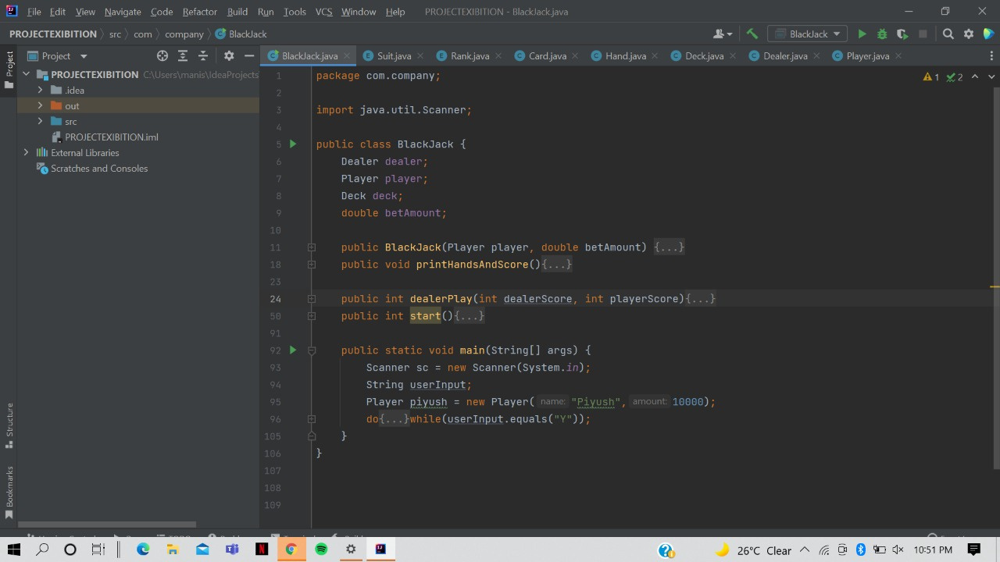 File Edit View Navigate Code Refactor Build Run Tools VCS Window Help PROJECTEXIBITION - BlackJack.java
PROJECTEXIBITION src com company BlackJack BlackJack
Project
Project
BlackJack.java Suit.java Rank.java Card.java Hand.java Deck.java Dealer.java Player.java
PROJECTEXIBITION C:\Users\manis\IdeaProjects
.idea
out
src
PROJECTEXIBITION.iml
External Libraries
Scratches and Consoles
Structure
Bookmarks
1 package com.company;
1 2
2
3 import java.util.Scanner;
4
5 public class BlackJack {
6 Dealer dealer;
7 Player player;
8 Deck deck;
9 double betAmount;
10
11 public BlackJack(Player player, double betAmount) {...}
18 public void printHandsAndScore(){...}
23
24 public int dealerPlay(int dealerScore, int playerScore){...}
50 public int start(){...}
91
92 public static void main(String[] args) {
93 Scanner sc = new Scanner(System.in);
94 String userInput;
95 Player piyush = new Player( name: "Piyush", amount: 10000);
96 do{...}while(userInput.equals("Y"));
105 }
106 }
107
108
109
26°C Clear 10:51 PM